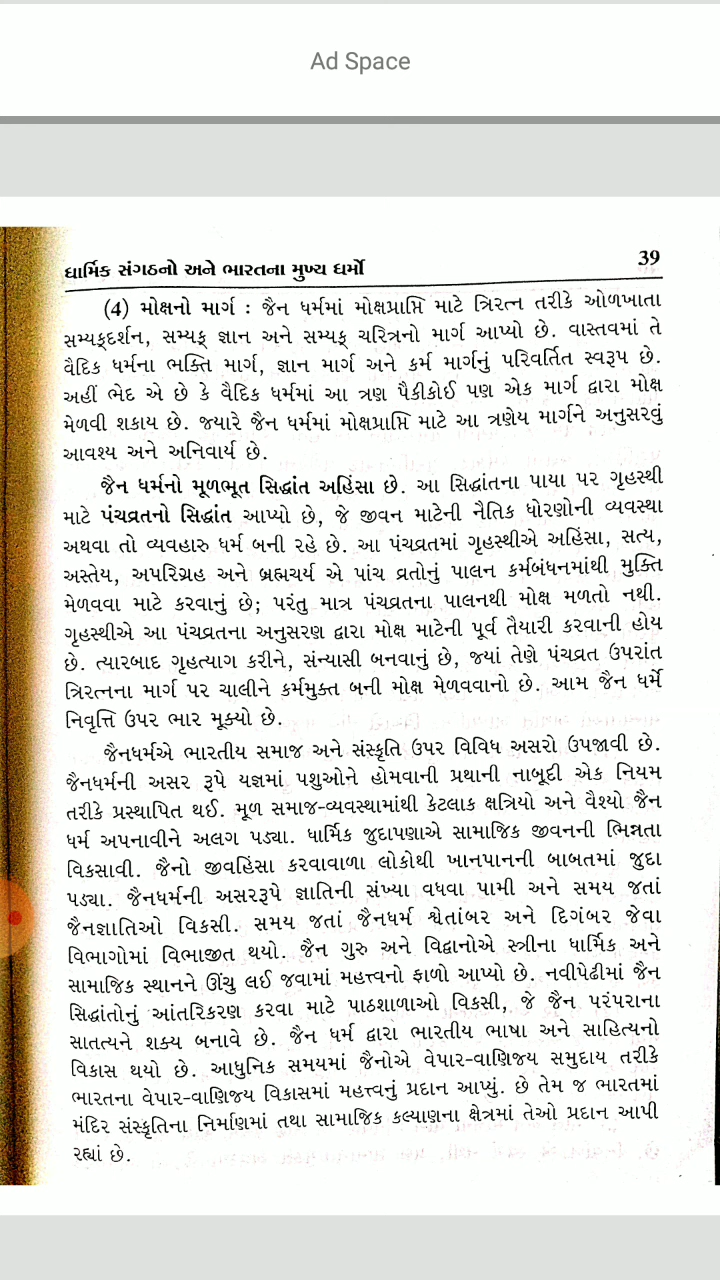 Ad Space
ધાર્મિક સંગઠનો અને ભારતના મુખ્ય ધર્મો
39
(4) મોક્ષનો માર્ગ : જૈન ધર્મમાં મોક્ષપ્રાપ્તિ માટે ત્રિરત્ન તરીકે ઓળખાતા
સમ્યક્દર્શન, સમ્યક્ જ્ઞાન અને સમ્યક્ ચરિત્રનો માર્ગ આપ્યો છે. વાસ્તવમાં તે
વૈદિક ધર્મના ભક્તિ માર્ગ, જ્ઞાન માર્ગ અને કર્મ માર્ગનું પરિવર્તિત સ્વરૂપ છે.
અહીં ભેદ એ છે કે વૈદિક ધર્મમાં આ ત્રણ પૈકીકોઈ પણ એક માર્ગ દ્વારા મોક્ષ
મેળવી શકાય છે. જ્યારે જૈન ધર્મમાં મોક્ષપ્રાપ્તિ માટે આ ત્રણેય માર્ગને અનુસરવું
આવશ્ય અને અનિવાર્ય છે.
જૈન ધર્મનો મૂળભૂત સિદ્ધાંત અહિંસા છે. આ સિદ્ધાંતના પાયા પર ગૃહસ્થી
માટે પંચવ્રતનો સિદ્ધાંત આપ્યો છે, જે જીવન માટેની નૈતિક ધોરણોની વ્યવસ્થા
અથવા તો વ્યવહારુ ધર્મ બની રહે છે. આ પંચવ્રતમાં ગૃહસ્થીએ અહિંસા, સત્ય,
અસ્તેય, અપરિગ્રહ અને બ્રહ્મચર્ય એ પાંચ વ્રતોનું પાલન કર્મબંધનમાંથી મુક્તિ
મેળવવા માટે કરવાનું છે; પરંતુ માત્ર પંચવ્રતના પાલનથી મોક્ષ મળતો નથી.
ગૃહસ્થીએ આ પંચવ્રતના અનુસરણ દ્વારા મોક્ષ માટેની પૂર્વ તૈયારી કરવાની હોય
છે. ત્યારબાદ ગૃહત્યાગ કરીને, સંન્યાસી બનવાનું છે, જ્યાં તેણે પંચવ્રત ઉપરાંત
ત્રિરત્નના માર્ગ પર ચાલીને કર્મમુક્ત બની મોક્ષ મેળવવાનો છે. આમ જૈન ધર્મે
નિવૃત્તિ ઉપર ભાર મૂક્યો છે.
જૈનધર્મએ ભારતીય સમાજ અને સંસ્કૃતિ ઉપર વિવિધ અસરો ઉપજાવી છે.
જૈનધર્મની અસર રૂપે યજ્ઞમાં પશુઓને હોમવાની પ્રથાની નાબૂદી એક નિયમ
તરીકે પ્રસ્થાપિત થઈ. મૂળ સમાજ-વ્યવસ્થામાંથી કેટલાક ક્ષત્રિયો અને વૈશ્યો જૈન
ધર્મ અપનાવીને અલગ પડ્યા. ધાર્મિક જુદાપણાએ સામાજિક જીવનની ભિન્નતા
વિકસાવી. જૈનો જીવહિંસા કરવાવાળા લોકોથી ખાનપાનની બાબતમાં જુદા
પડ્યા. જૈનધર્મની અસરરૂપે જ્ઞાતિની સંખ્યા વધવા પામી અને સમય જતાં
જૈનજ્ઞાતિઓ વિકસી. સમય જતાં જૈનધર્મ શ્વેતાંબર અને દિગંબર જેવા
વિભાગોમાં વિભાજીત થયો. જૈન ગુરુ અને વિદ્વાનોએ સ્ત્રીના ધાર્મિક અને
સામાજિક સ્થાનને ઊંચુ લઈ જવામાં મહત્ત્વનો ફાળો આપ્યો છે. નવીપેઢીમાં જૈન
સિદ્ધાંતોનું આંતરિકરણ કરવા માટે પાઠશાળાઓ વિકસી, જે જૈન પરંપરાના
સાતત્યને શક્ય બનાવે છે. જૈન ધર્મ દ્વારા ભારતીય ભાષા અને સાહિત્યનો
વિકાસ થયો છે. આધુનિક સમયમાં જૈનોએ વેપાર-વાણિજ્ય સમુદાય તરીકે
ભારતના વેપાર-વાણિજ્ય વિકાસમાં મહત્ત્વનું પ્રદાન આપ્યું. છે તેમ જ ભારતમાં
મંદિર સંસ્કૃતિના નિર્માણમાં તથા સામાજિક કલ્યાણના ક્ષેત્રમાં તેઓ પ્રદાન આપી
રહ્યાં છે.